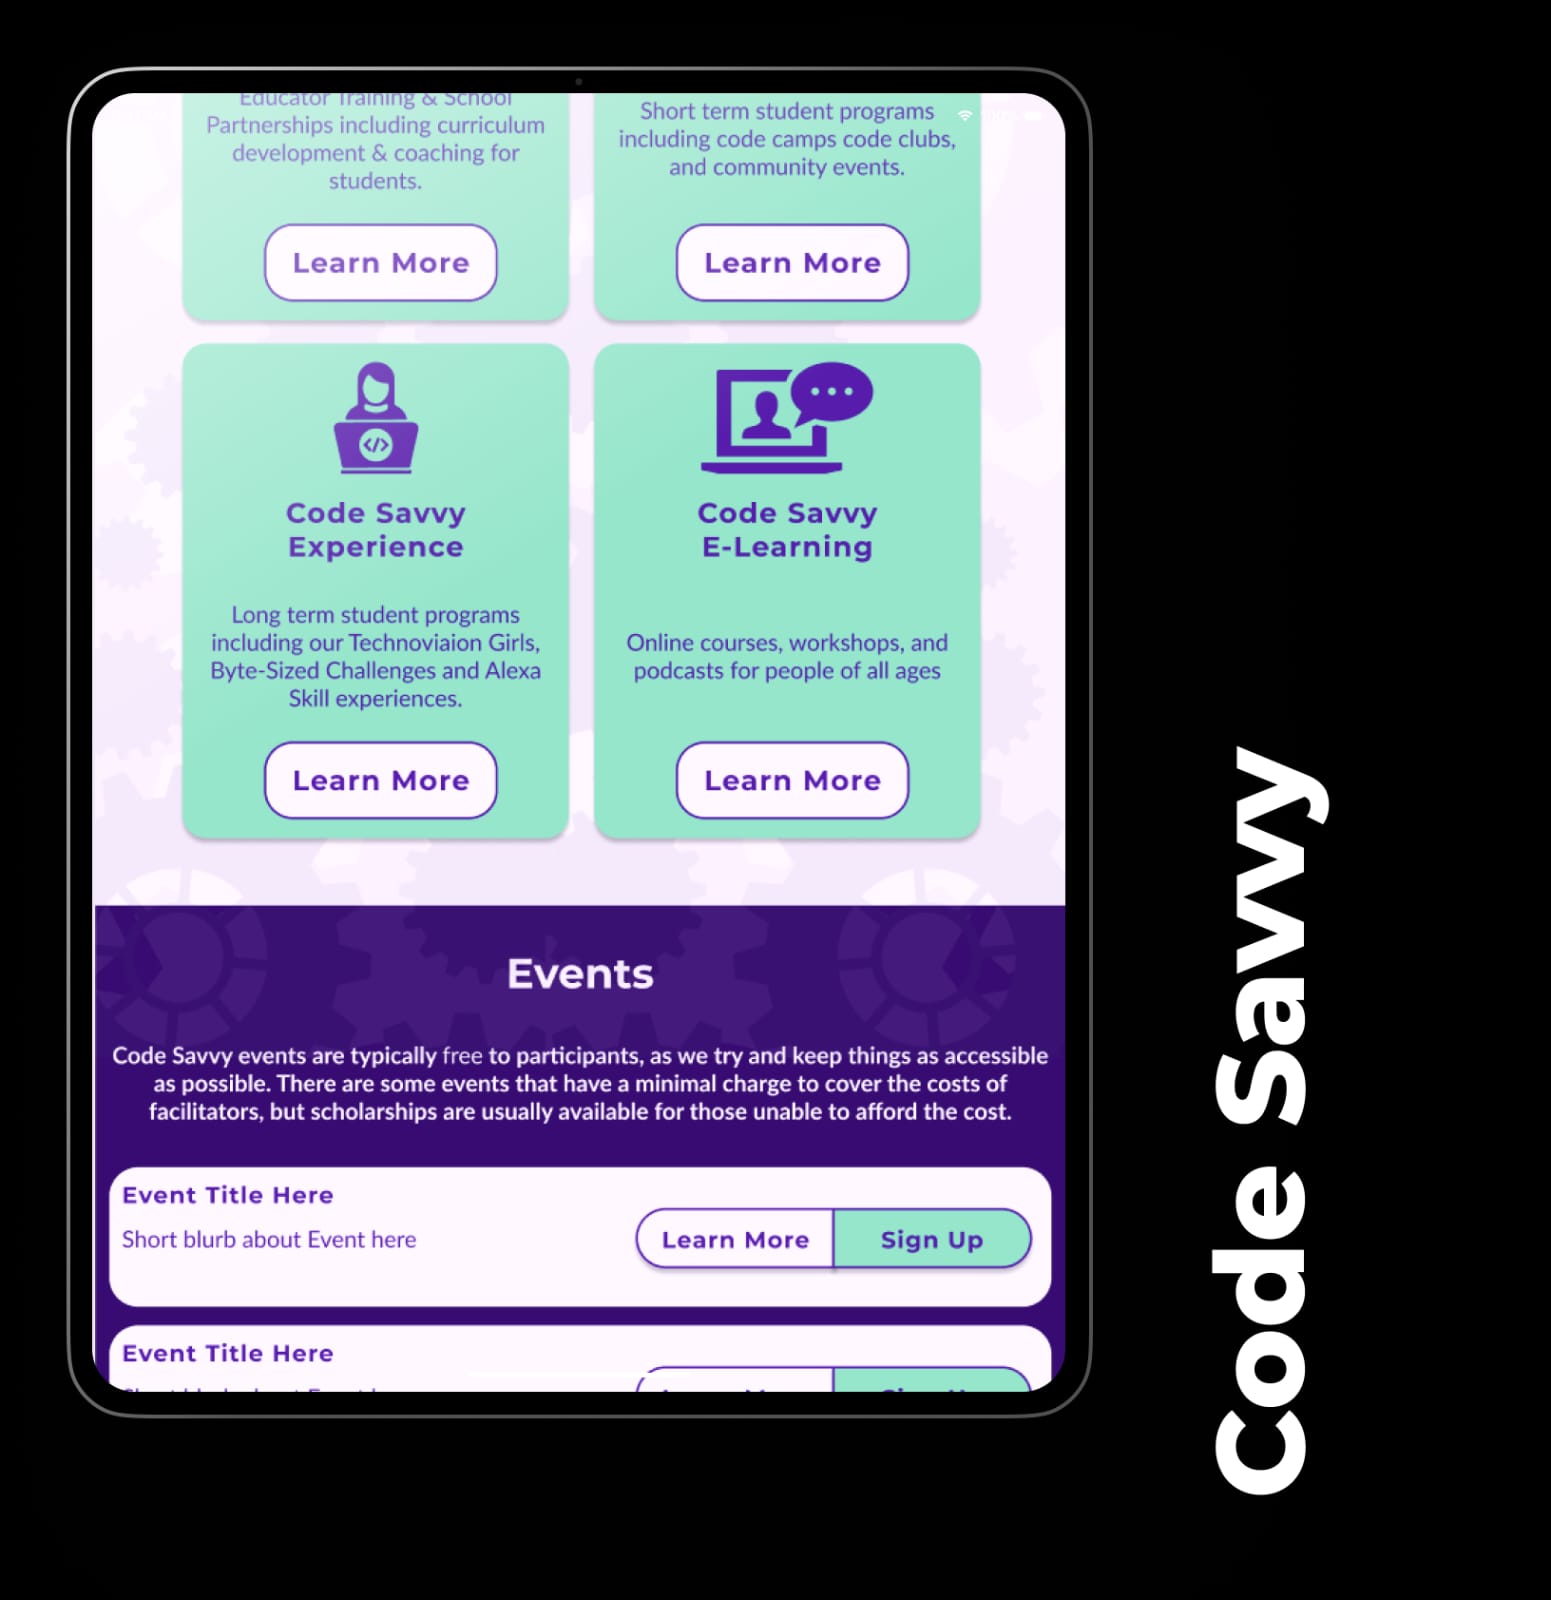 Educator Training & School
Partnerships including curriculum
development & coaching for
students.
Learn More
Short term student programs
including code camps code clubs,
and community events.
Learn More
</>
Code Savvy
Experience
Long term student programs
including our Technoviaion Girls,
Byte-Sized Challenges and Alexa
Skill experiences.
Learn More
Code Savvy
E-Learning
Online courses, workshops, and
podcasts for people of all ages
Learn More
Events
Code Savvy events are typically free to participants, as we try and keep things as accessible
as possible. There are some events that have a minimal charge to cover the costs of
facilitators, but scholarships are usually available for those unable to afford the cost.
Event Title Here
Short blurb about Event here
Learn More
Sign Up
Event Title Here
Code Savvy